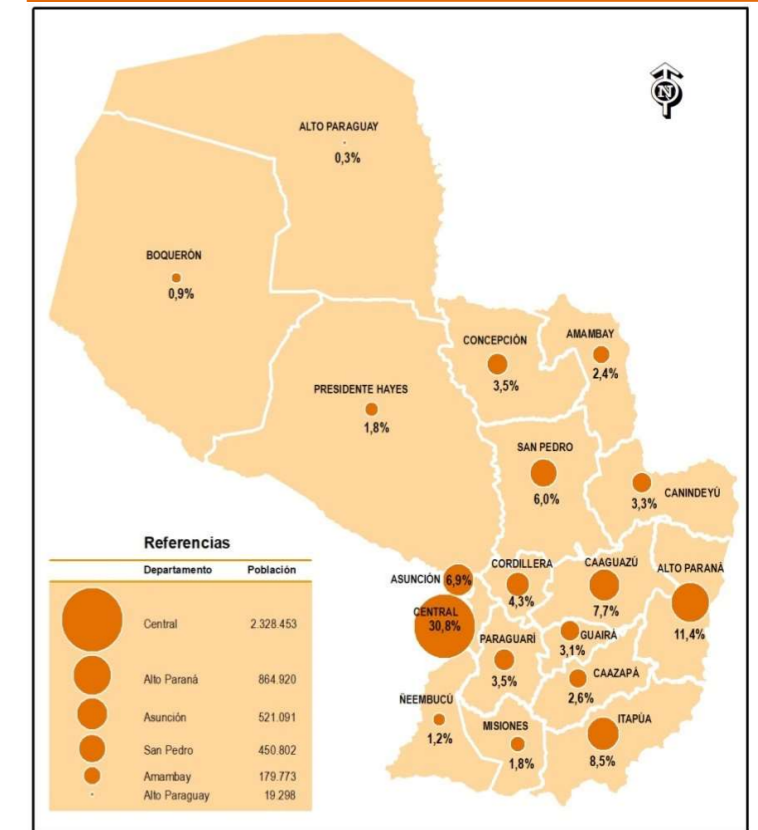 N
ALTO PARAGUAY
0,3%
BOQUERÓN
0,9%
CONCEPCIÓN
3,5%
AMAMBAY
2,4%
PRESIDENTE HAYES
1,8%
SAN PEDRO
6,0%
CANINDEYÚ
3,3%
Referencias
Departamento Población
Central 2.328.453
Alto Paraná 864.920
Asunción 521.091
San Pedro 450.802
Amambay 179.773
Alto Paraguay 19.298
ASUNCIÓN 6,9%
CORDILLERA
4,3%
CAAGUAZÚ
7,7%
ALTO PARANÁ
11,4%
CENTRAL
30,8%
PARAGUARÍ
3,5%
GUAIRÁ
3,1%
CAAZAPÁ
2,6%
ÑEEMBUCÚ
1,2%
MISIONES
1,8%
ITAPÚA
8,5%